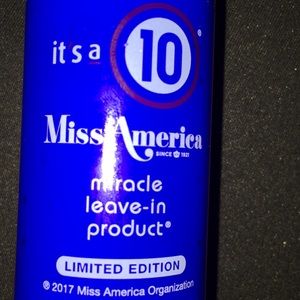 it's a 10®
Miss America
SINCE 1921
miracle
leave-in
product®
LIMITED EDITION
® 2017 Miss America Organization